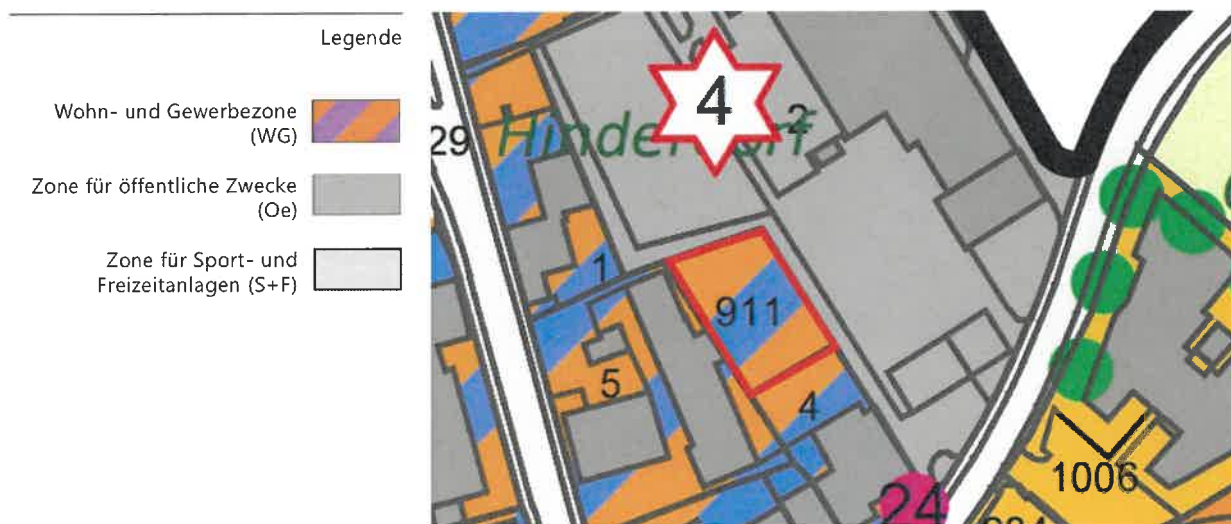 Legende
Wohn- und Gewerbezone
(WG)
Zone für öffentliche Zwecke
(Oe)
Zone für Sport- und
Freizeitanlagen (S+F)
4
2
29
1
911
5
4
24
1006